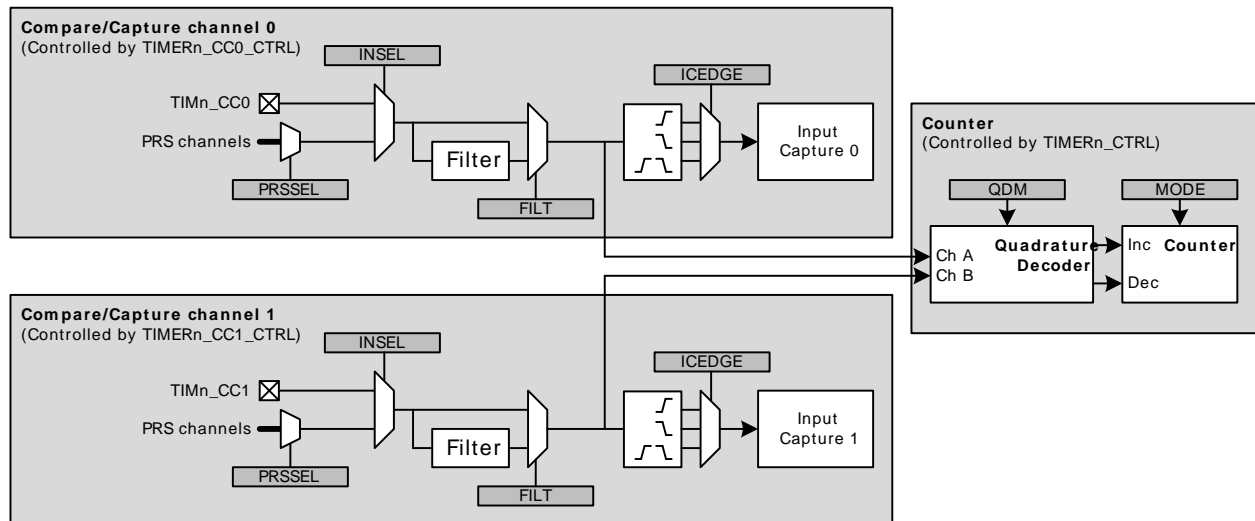 Compare/Capture channel 0
(Controlled by TIMERn_CC0_CTRL)
INSEL
ICEDGE
TIMn_CC0
PRS channels
Filter
Input
Capture 0
PRSSEL
FILT
Counter
(Controlled by TIMERn_CTRL)
QDM
MODE
Ch A
Ch B
Quadrature
Decoder
Inc
Dec
Counter
Compare/Capture channel 1
(Controlled by TIMERn_CC1_CTRL)
INSEL
ICEDGE
TIMn_CC1
PRS channels
Filter
Input
Capture 1
PRSSEL
FILT